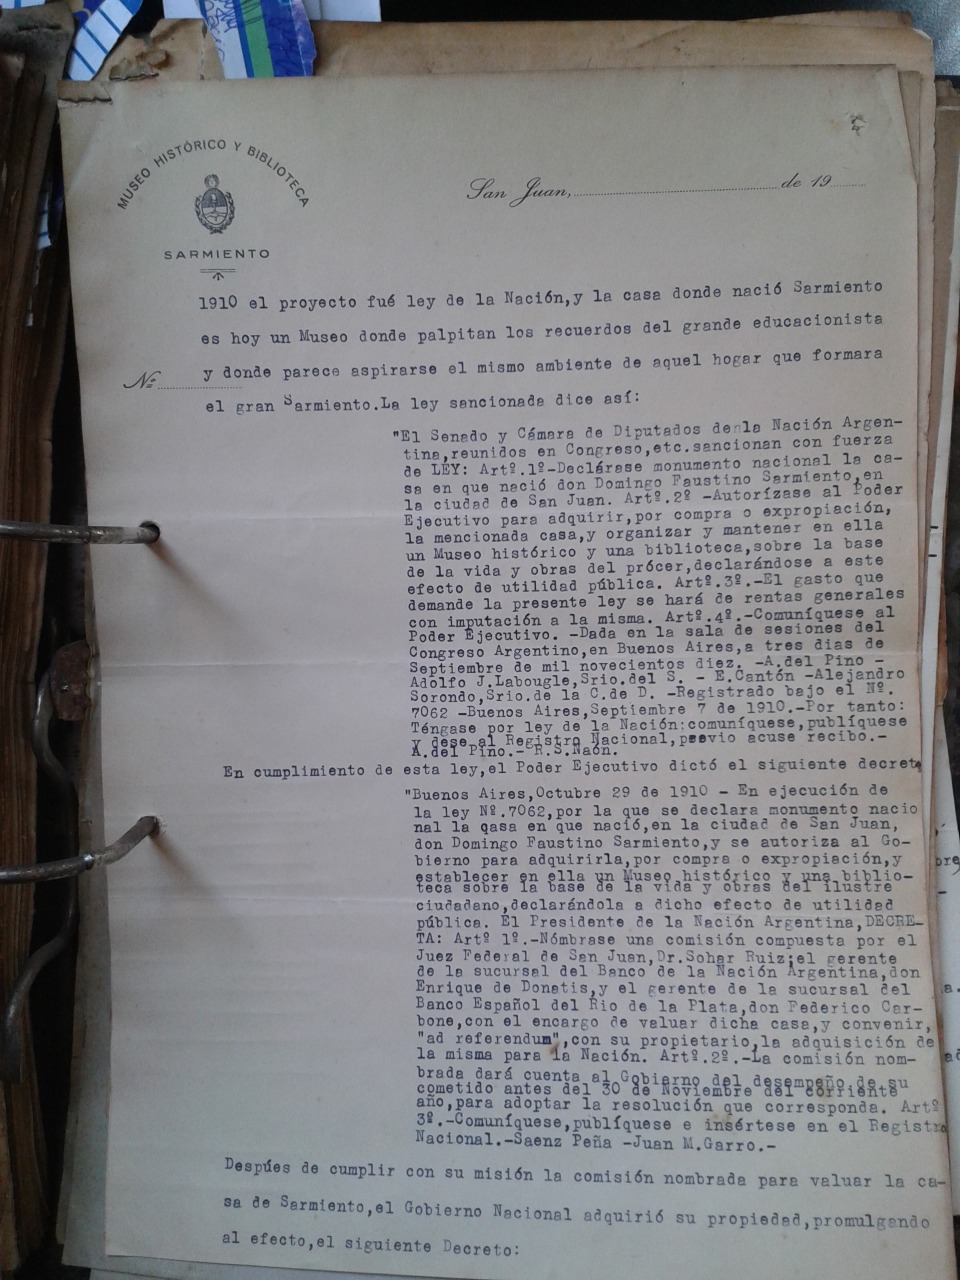 MUSEO HISTÓRICO Y BIBLIOTECA
SARMIENTO
San Juan, de 19
Nº
1910 el proyecto fué ley de la Nación,y la casa donde nació Sarmiento
es hoy un Museo donde palpitan los recuerdos del grande educacionista
y donde parece aspirarse el mismo ambiente de aquel hogar que formara
el gran Sarmiento.La ley sancionada dice así:
"El Senado y Cámara de Diputados de la Nación Argen-
tina,reunidos en Congreso,etc.sancionan con fuerza
de LEY: Artº.1º-Declárase monumento nacional la ca-
sa en que nació don Domingo Faustino Sarmiento,en
la ciudad de San Juan. Artº.2º -Autorízase al Poder
Ejecutivo para adquirir,por compra o expropiación,
la mencionada casa,y organizar y mantener en ella
un Museo histórico y una biblioteca,sobre la base
de la vida y obras del prócer,declarándose a este
efecto de utilidad pública. Artº.3º.-El gasto que
demande la presente ley se hará de rentas generales
con imputación a la misma. Artº.4º.-Comuníquese al
Poder Ejecutivo. -Dada en la sala de sesiones del
Congreso Argentino,en Buenos Aires,a tres dias de
Septiembre de mil novecientos diez. -A.del Pino -
Adolfo J.Labougle,Srio.del S. - E.Cantón -Alejandro
Sorondo,Srio.de la C.de D. -Registrado bajo el Nº.
7062 -Buenos Aires,Septiembre 7 de 1910.-Por tanto:
Téngase por ley de la Nación:comuníquese,publíquese
y dese al Registro Nacional,previo acuse recibo.-
A.del Pino.- R.S.Naón.
En cumplimiento de esta ley,el Poder Ejecutivo dictó el siguiente decret
"Buenos Aires,Octubre 29 de 1910 - En ejecución de
la ley Nº.7062,por la que se declara monumento nacio
nal la qasa en que nació,en la ciudad de San Juan,
don Domingo Faustino Sarmiento,y se autoriza al Go-
bierno para adquirirla,por compra o expropiación,y
establecer en ella un Museo histórico y una biblio-
teca sobre la base de la vida y obras del ilustre
ciudadano,declarándola a dicho efecto de utilidad
pública. El Presidente de la Nación Argentina,DECRE-
TA: Artº 1º.-Nómbrase una comisión compuesta por el
Juez Federal de San Juan,Dr.Sohar Ruiz;el gerente
de la sucursal del Banco de la Nación Argentina,don
Enrique de Donatis,y el gerente de la sucursal del
Banco Español del Rio de la Plata,don Federico Car-
bone,con el encargo de valuar dicha casa,y convenir,
"ad referendum",con su propietario,la adquisición de
la misma para la Nación. Artº.2º.-La comisión nom-
brada dará cuenta al Gobierno del desempeño de su
cometido antes del 30 de Noviembre del corriente
año,para adoptar la resolución que corresponda. Artº
3º.-Comuníquese,publíquese e insértese en el Registro
Nacional.-Saenz Peña -Juan M.Garro.-
Despúes de cumplir con su misión la comisión nombrada para valuar la ca-
sa de Sarmiento,el Gobierno Nacional adquirió su propiedad,promulgando
al efecto,el siguiente Decreto: